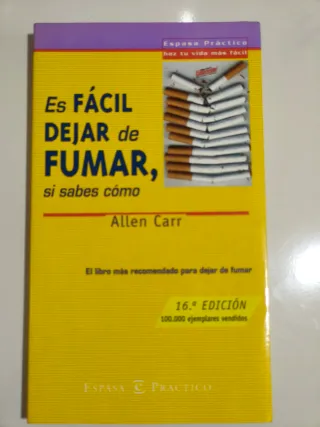 Espasa Práctico
haz tu vida más fácil
Es FÁCIL
DEJAR de
FUMAR,
si sabes cómo
Allen Carr
El libro más recomendado para dejar de fumar
16.ª EDICIÓN
100.000 ejemplares vendidos
ESPASA PRÁCTICO